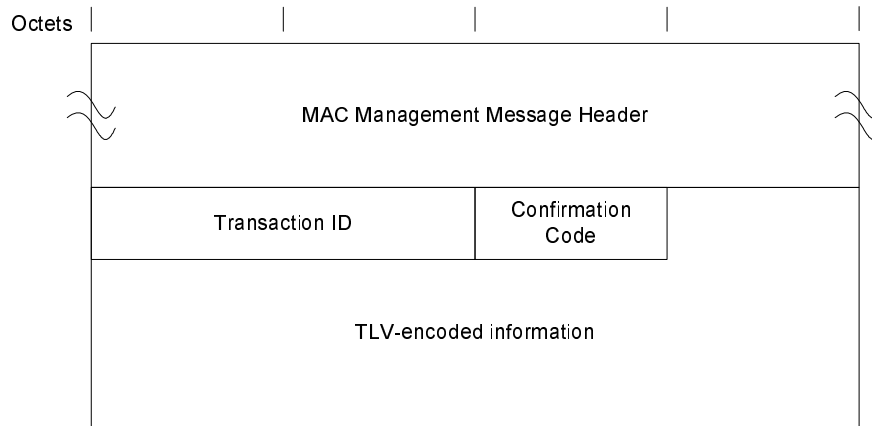 Octets
MAC Management Message Header
Transaction ID
Confirmation
Code
TLV-encoded information